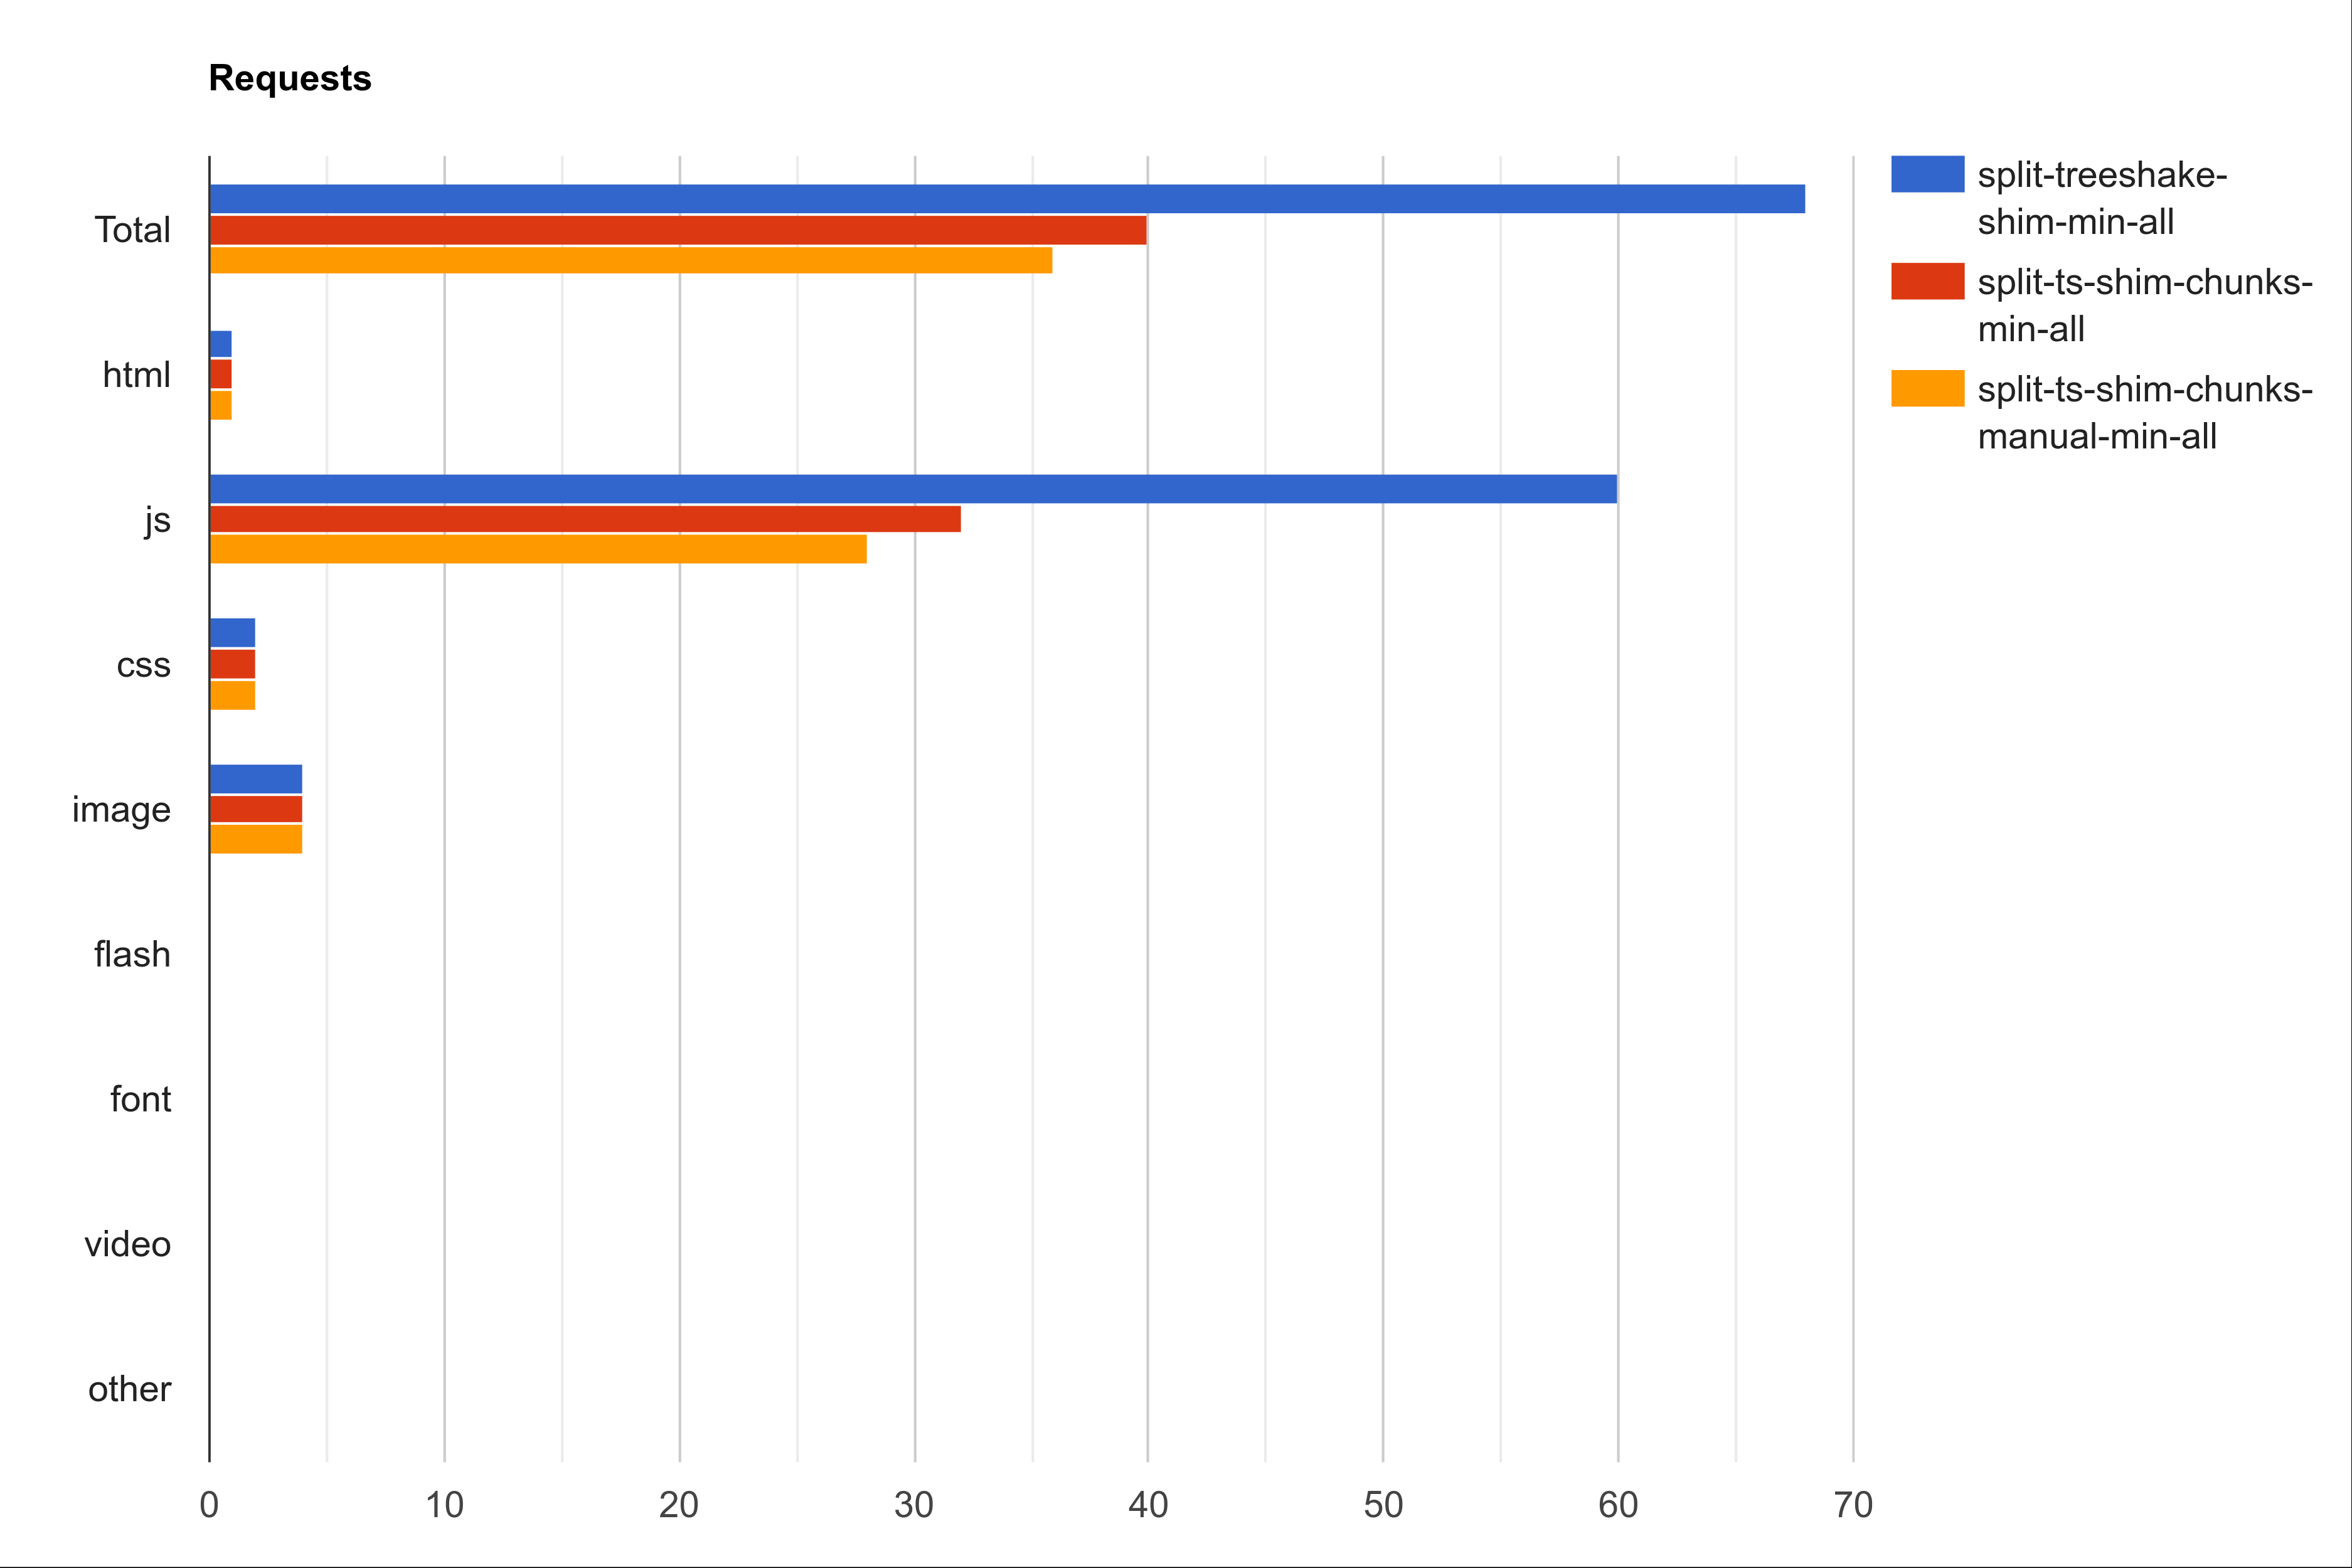 Requests
split-treeshake-
shim-min-all
split-ts-shim-chunks-
min-all
split-ts-shim-chunks-
manual-min-all
Total
html
js
css
image
flash
font
video
other
0 10 20 30 40 50 60 70